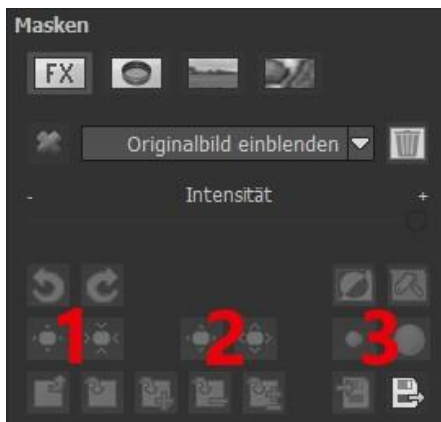 Masken
FX
Originalbild einblenden
- Intensität +
1 2 3